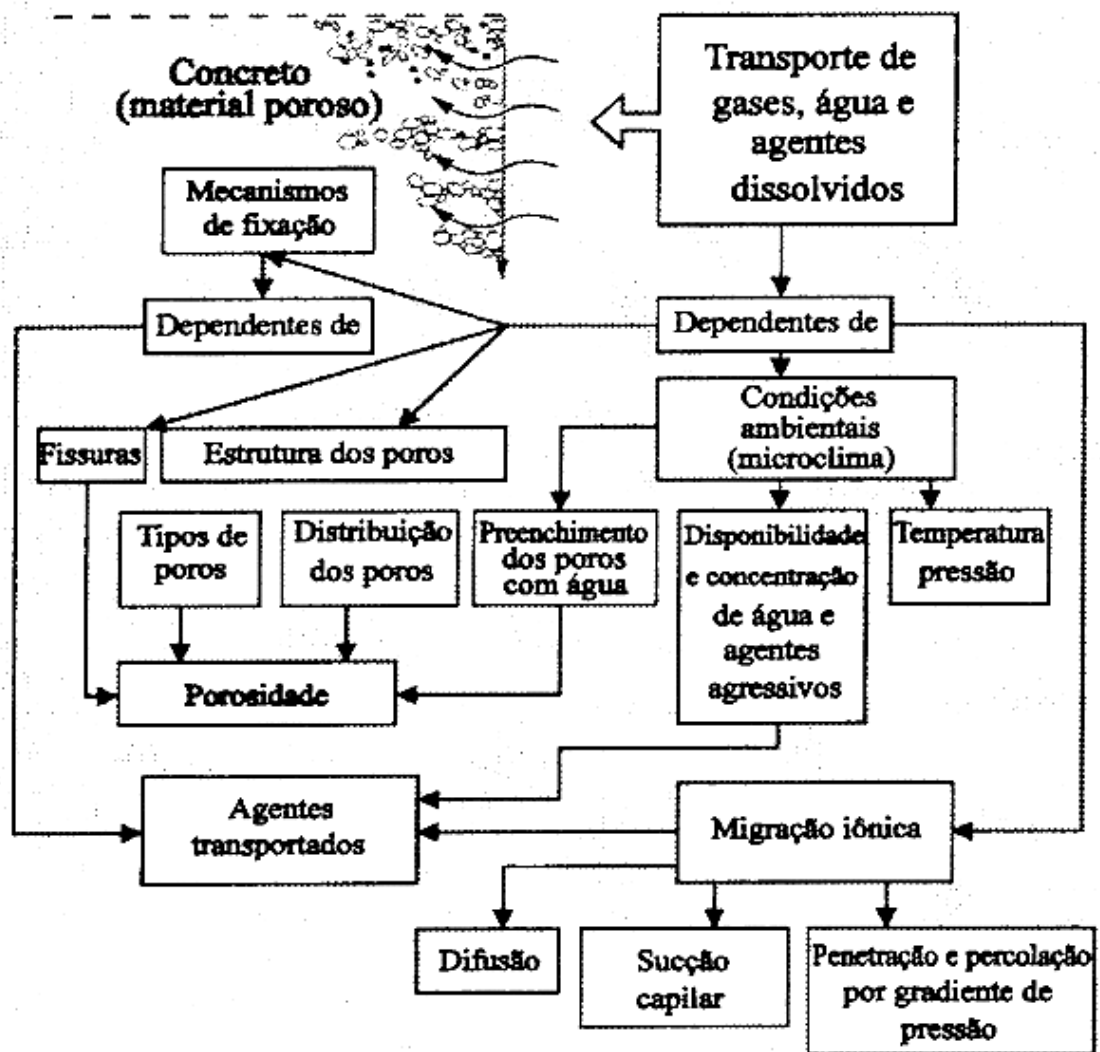 Concreto
(material poroso)
Transporte de
gases, água e
agentes
dissolvidos
Mecanismos
de fixação
Dependentes de
Dependentes de
Condições
ambientais
(microclima)
Fissuras
Estrutura dos poros
Tipos de
poros
Distribuição
dos poros
Preenchimento
dos poros
com água
Disponibilidade
e concentração
de água e
agentes
agressivos
Temperatura
pressão
Porosidade
Agentes
transportados
Migração iônica
Difusão
Sucção
capilar
Penetração e percolação
por gradiente de
pressão